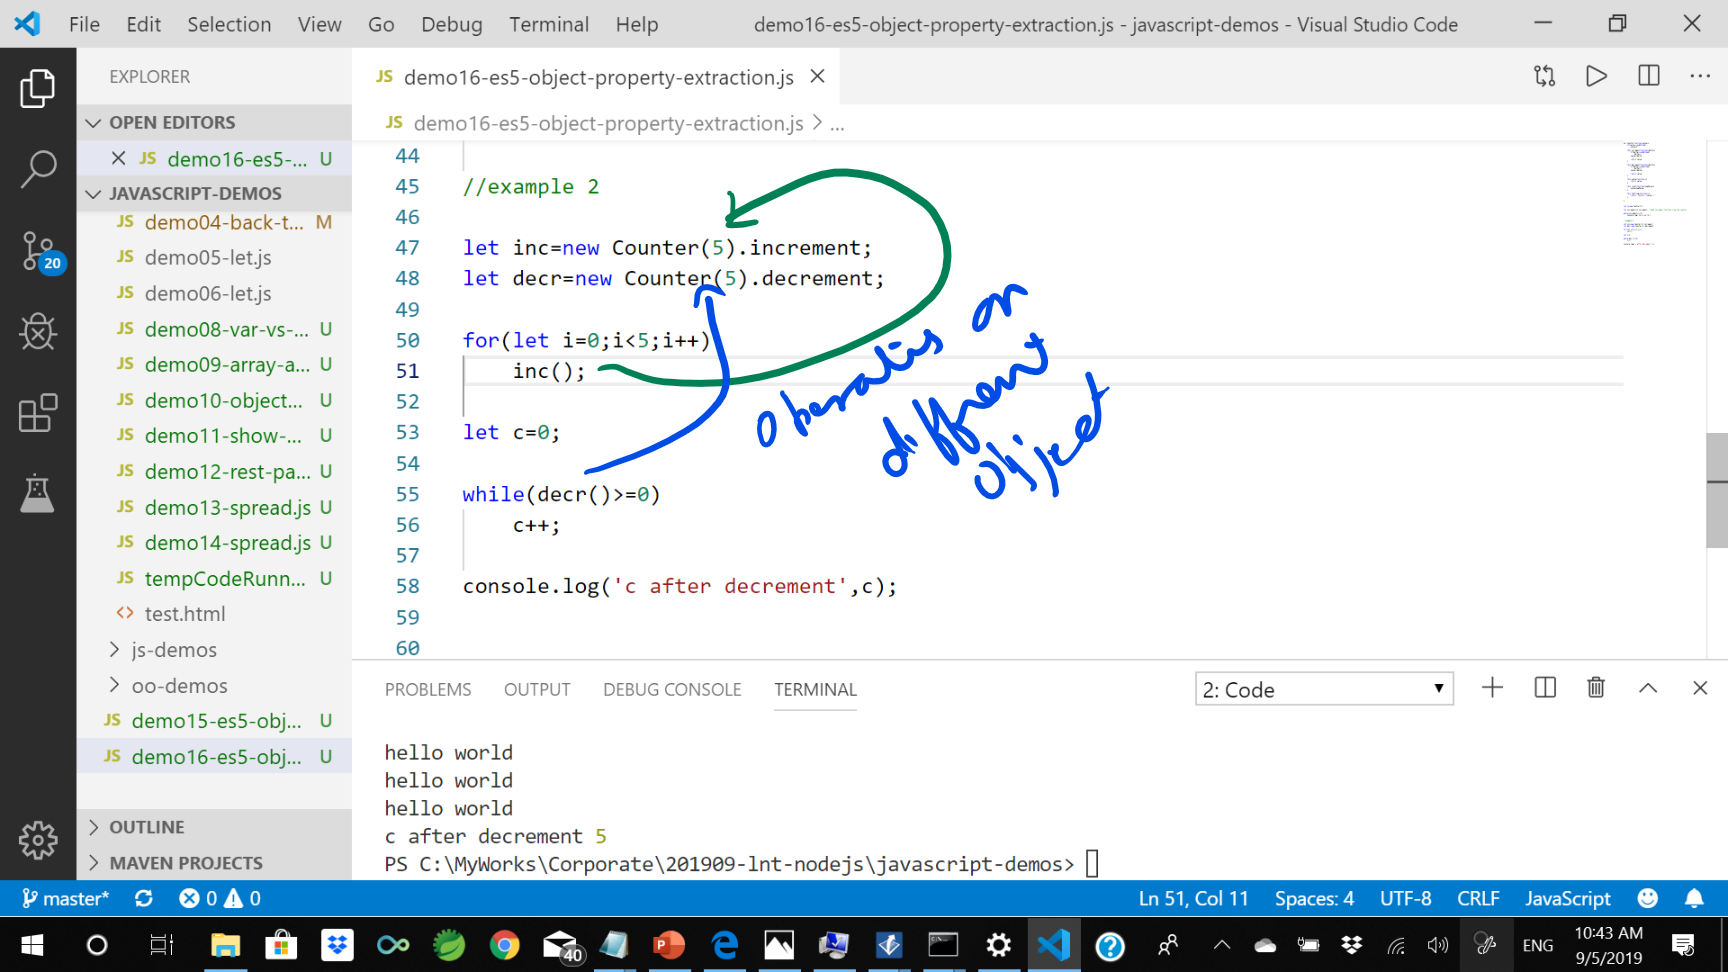 File Edit Selection View Go Debug Terminal Help
demo16-es5-object-property-extraction.js - javascript-demos - Visual Studio Code
EXPLORER
OPEN EDITORS
JS demo16-es5-... U
JAVASCRIPT-DEMOS
JS demo04-back-t... M
JS demo05-let.js
JS demo06-let.js
JS demo08-var-vs-... U
JS demo09-array-a... U
JS demo10-object... U
JS demo11-show-... U
JS demo12-rest-pa... U
JS demo13-spread.js U
JS demo14-spread.js U
JS tempCodeRunn... U
<> test.html
js-demos
oo-demos
JS demo15-es5-obj... U
JS demo16-es5-obj... U
OUTLINE
MAVEN PROJECTS
20
JS demo16-es5-object-property-extraction.js
JS demo16-es5-object-property-extraction.js > ...
44
45 //example 2
46
47 let inc=new Counter(5).increment;
48 let decr=new Counter(5).decrement;
49
50 for(let i=0;i<5;i++)
51 inc();
52
53 let c=0;
54
55 while(decr()>=0)
56 c++;
57
58 console.log('c after decrement',c);
59
60
on
different
object
PROBLEMS OUTPUT DEBUG CONSOLE TERMINAL
2: Code
hello world
hello world
hello world
c after decrement 5
PS C:\MyWorks\Corporate\201909-lnt-nodejs\javascript-demos>
master* 0 0
Ln 51, Col 11 Spaces: 4 UTF-8 CRLF JavaScript
40
ENG
10:43 AM
9/5/2019